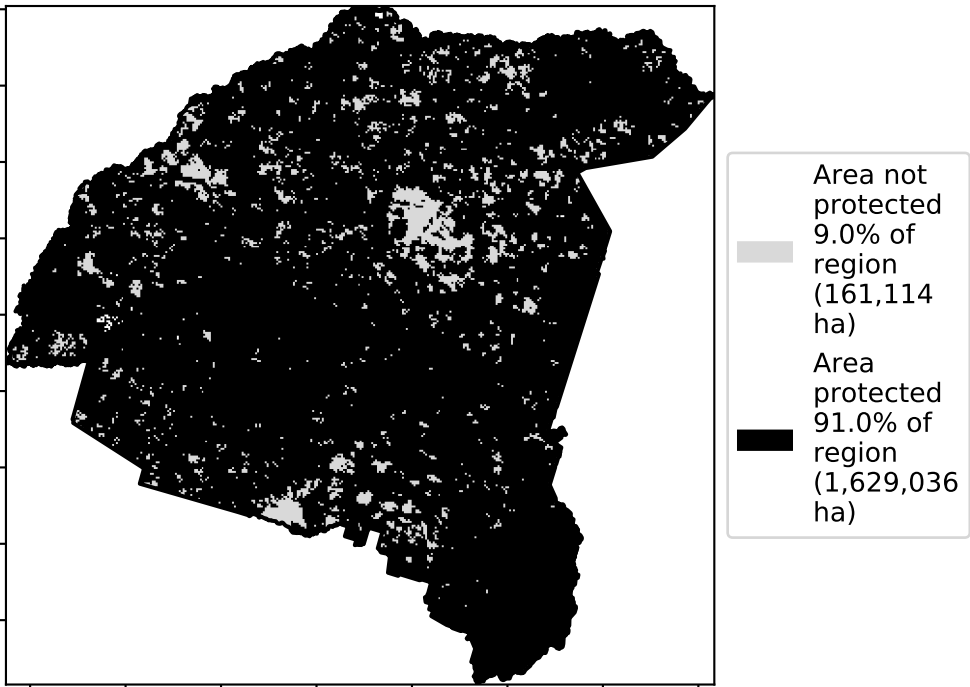 Area not
protected
9.0% of
region
(161,114
ha)
Area
protected
91.0% of
region
(1,629,036
ha)